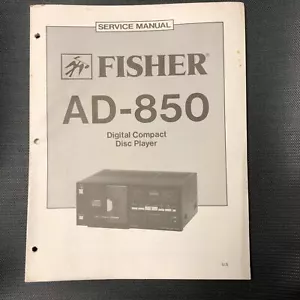 SERVICE MANUAL
FISHER
AD-850
Digital Compact
Disc Player